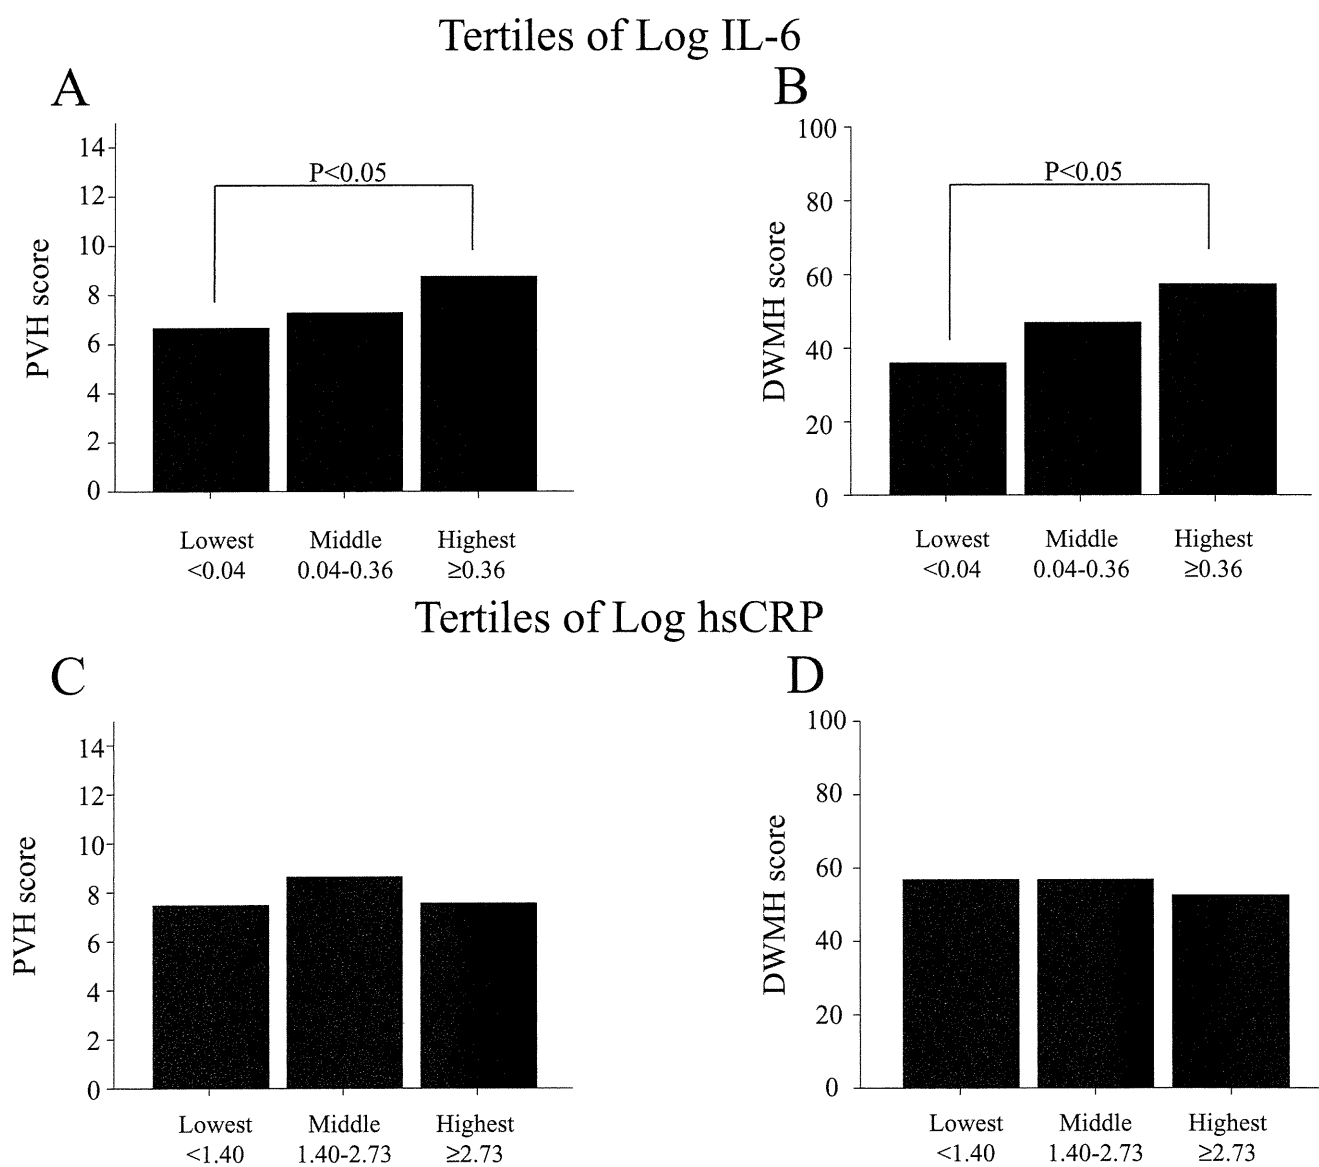 Tertiles of Log IL-6
A
B
PVH score
14
12
10
8
6
4
2
0
P<0.05
Lowest
Middle
Highest
<0.04
0.04-0.36
≥0.36
DWMH score
100
80
60
40
20
0
P<0.05
Lowest
Middle
Highest
<0.04
0.04-0.36
≥0.36
Tertiles of Log hsCRP
C
D
PVH score
14
12
10
8
6
4
2
0
Lowest
Middle
Highest
<1.40
1.40-2.73
≥2.73
DWMH score
100
80
60
40
20
0
Lowest
Middle
Highest
<1.40
1.40-2.73
≥2.73